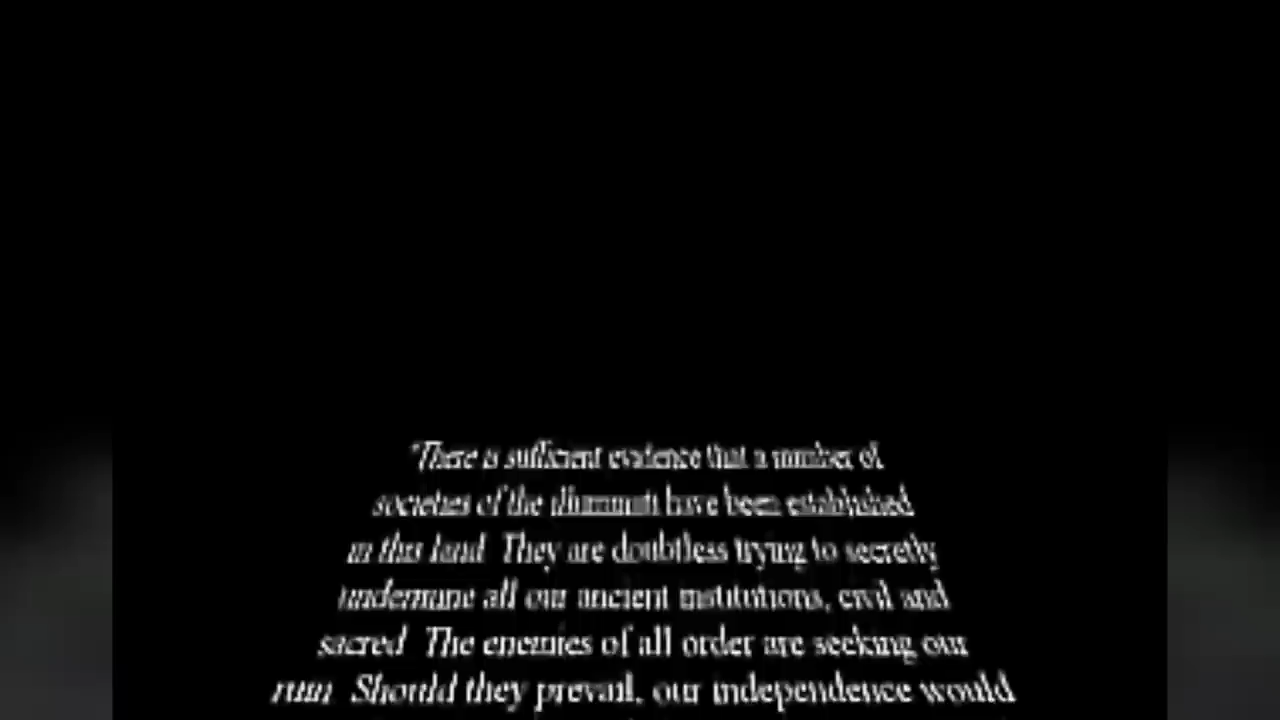 "There is sufficient evidence that a number of
societies of the Illuminati have been established
in this land. They are doubtless trying to secretly
undermine all our ancient institutions, civil and
sacred. The enemies of all order are seeking our
ruin. Should they prevail, our independence would